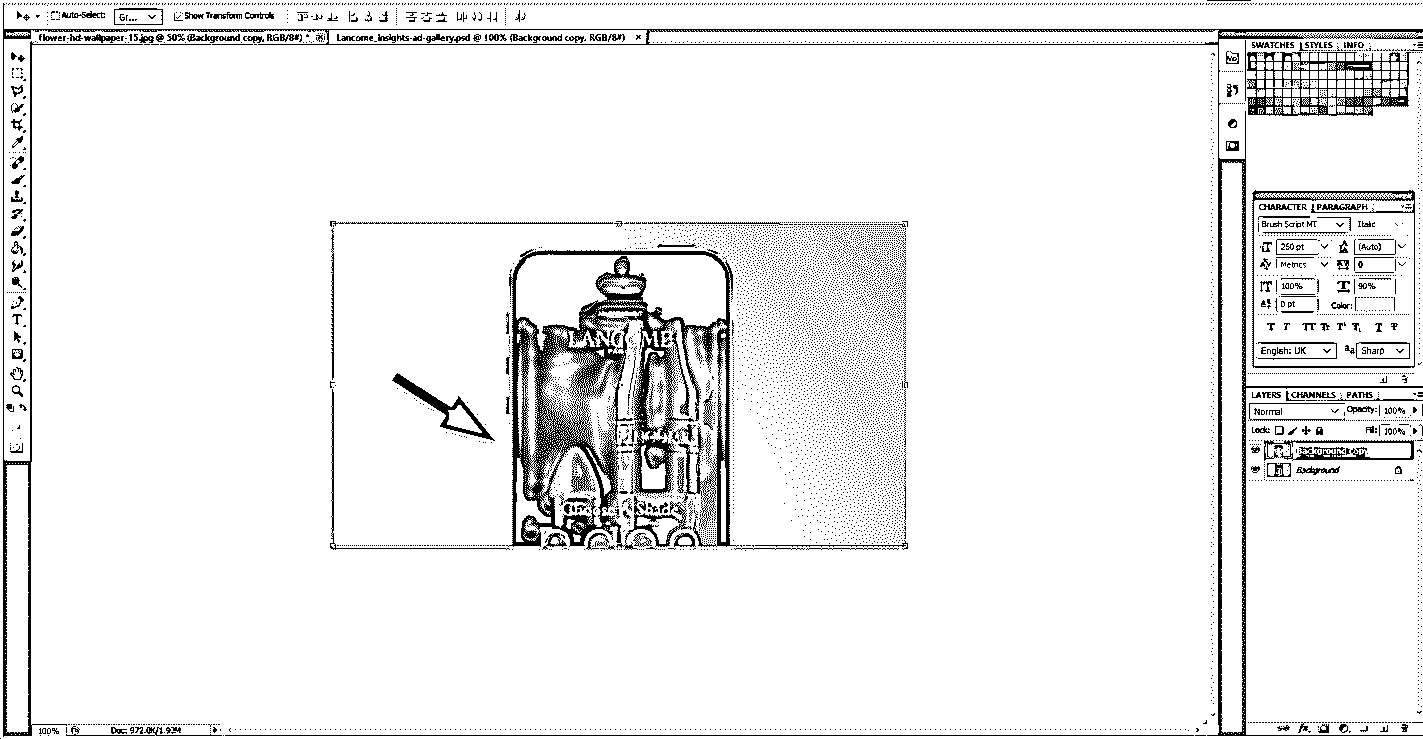 Auto-Select: Gr... Show Transform Controls
flower-hd-wallpaper-15.jpg @ 50% (Background copy, RGB/8#) * Lancome_insights-ad-gallery.psd @ 100% (Background copy, RGB/8#) ×
SWATCHES STYLES INFO
CHARACTER PARAGRAPH
Brush Script MT Italic
250 pt (Auto)
Metrics 0
100% 90%
0 pt Color:
English: UK aa Sharp
LAYERS CHANNELS PATHS
Normal Opacity: 100%
Lock: Fill: 100%
Background copy
Background
LANCOME
Shade
100% Doc: 972.0K/1.93M